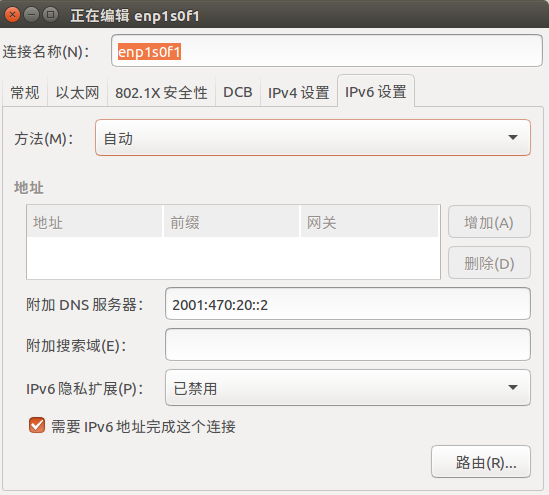 正在编辑 enp1s0f1
连接名称(N)： enp1s0f1
常规 以太网 802.1X 安全性 DCB IPv4 设置 IPv6 设置
方法(M)： 自动
地址
地址 前缀 网关 增加(A)
删除(D)
附加 DNS 服务器： 2001:470:20::2
附加搜索域(E)：
IPv6 隐私扩展(P)： 已禁用
需要 IPv6 地址完成这个连接
路由(R)...